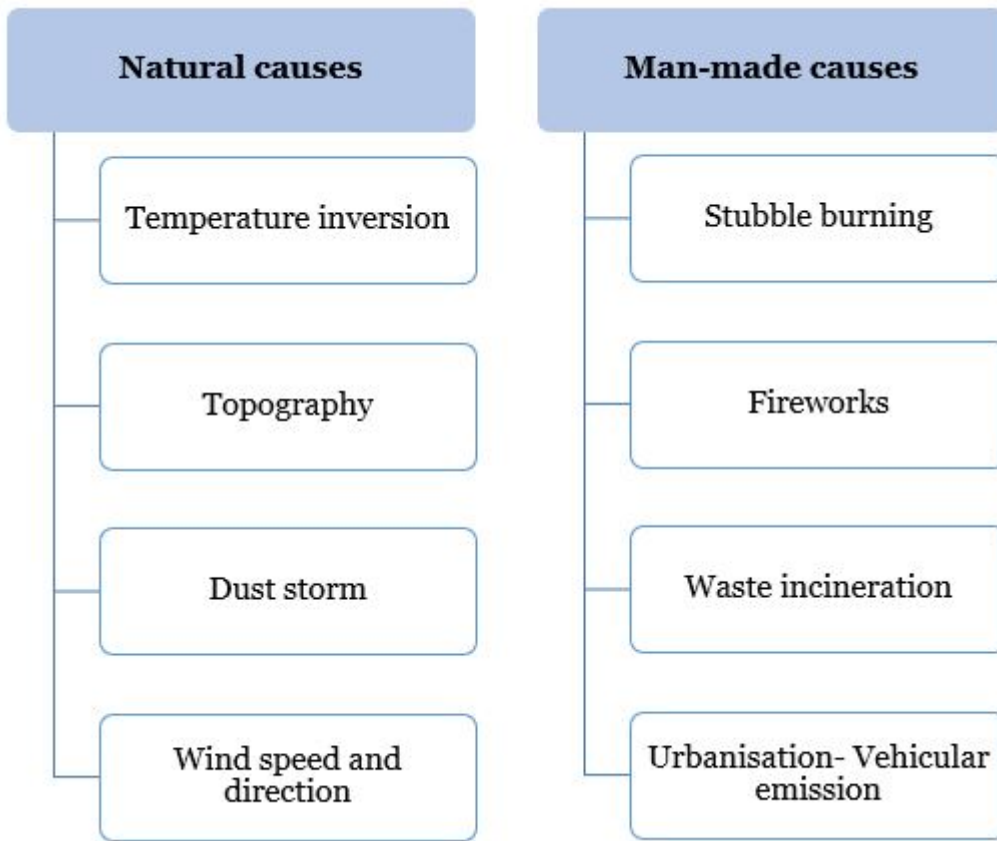 Natural causes
Temperature inversion
Topography
Dust storm
Wind speed and
direction
Man-made causes
Stubble burning
Fireworks
Waste incineration
Urbanisation- Vehicular
emission